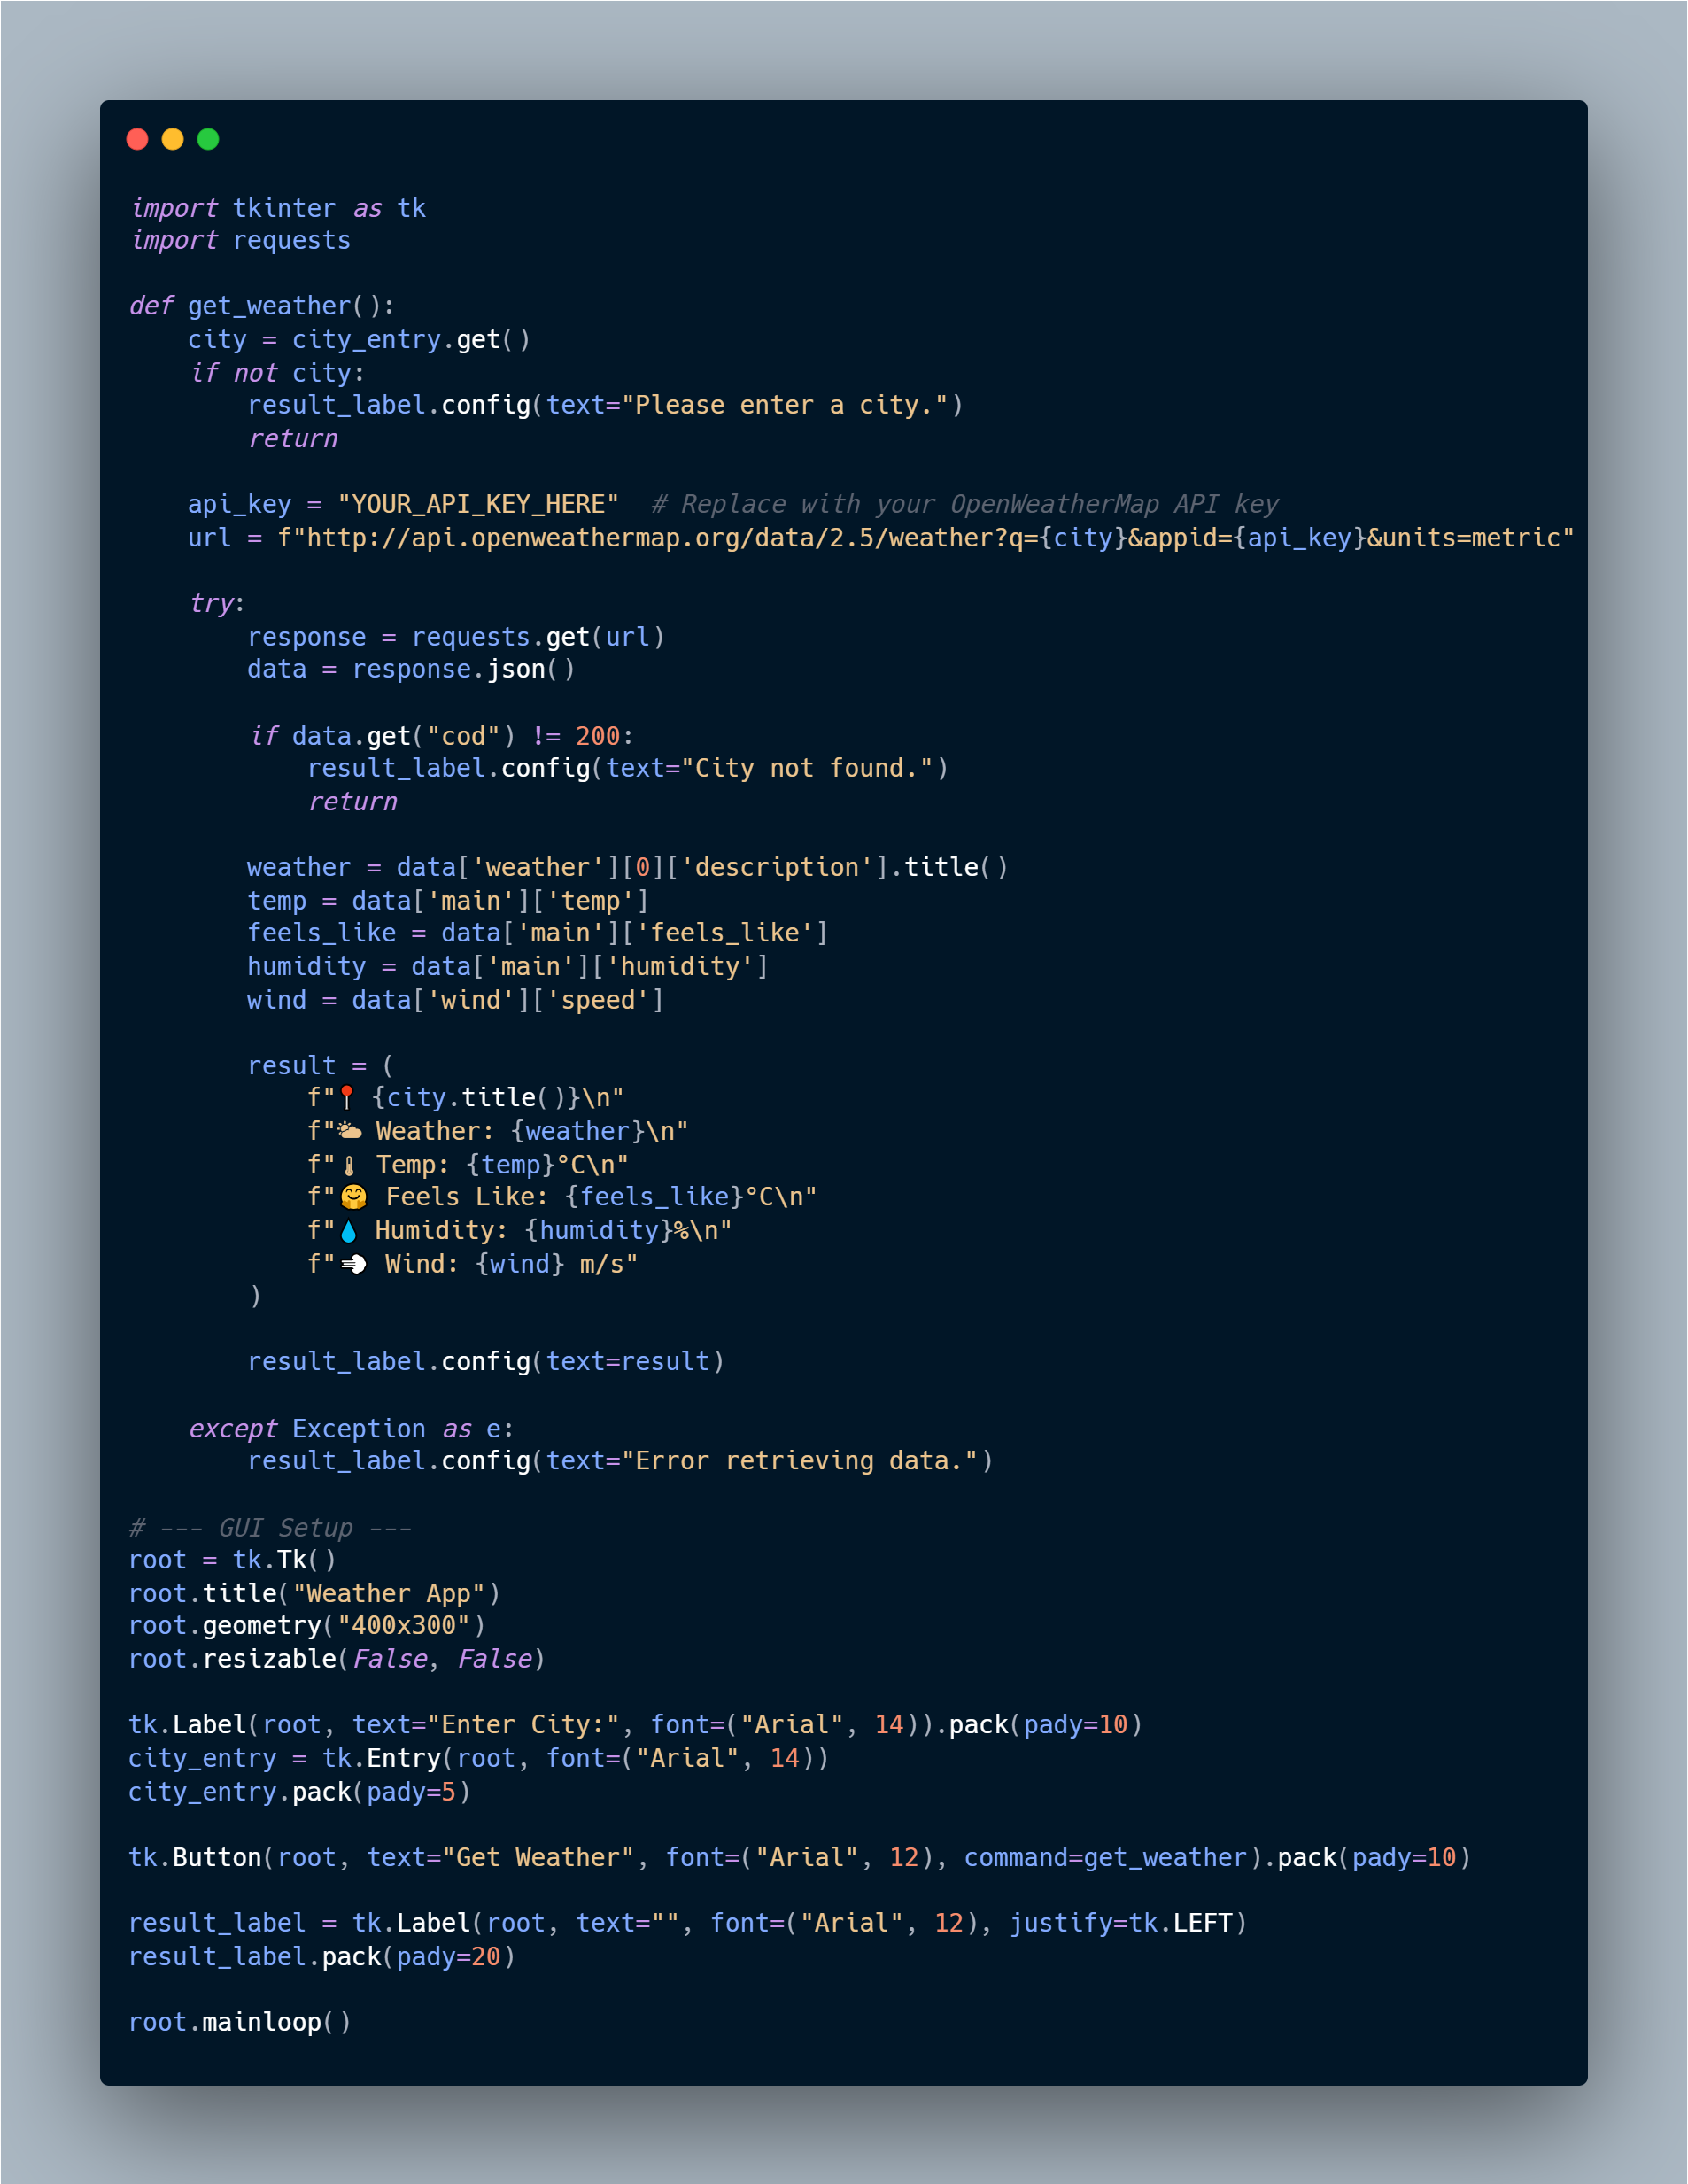 import tkinter as tk
import requests

def get_weather():
    city = city_entry.get()
    if not city:
        result_label.config(text="Please enter a city.")
        return

    api_key = "YOUR_API_KEY_HERE"  # Replace with your OpenWeatherMap API key
    url = f"http://api.openweathermap.org/data/2.5/weather?q={city}&appid={api_key}&units=metric"

    try:
        response = requests.get(url)
        data = response.json()

        if data.get("cod") != 200:
            result_label.config(text="City not found.")
            return

        weather = data['weather'][0]['description'].title()
        temp = data['main']['temp']
        feels_like = data['main']['feels_like']
        humidity = data['main']['humidity']
        wind = data['wind']['speed']

        result = (
            f"📍 {city.title()}\n"
            f"🌤 Weather: {weather}\n"
            f"🌡 Temp: {temp}°C\n"
            f"🤗 Feels Like: {feels_like}°C\n"
            f"💧 Humidity: {humidity}%\n"
            f"💨 Wind: {wind} m/s"
        )

        result_label.config(text=result)

    except Exception as e:
        result_label.config(text="Error retrieving data.")

# --- GUI Setup ---
root = tk.Tk()
root.title("Weather App")
root.geometry("400x300")
root.resizable(False, False)

tk.Label(root, text="Enter City:", font=("Arial", 14)).pack(pady=10)
city_entry = tk.Entry(root, font=("Arial", 14))
city_entry.pack(pady=5)

tk.Button(root, text="Get Weather", font=("Arial", 12), command=get_weather).pack(pady=10)

result_label = tk.Label(root, text="", font=("Arial", 12), justify=tk.LEFT)
result_label.pack(pady=20)

root.mainloop()